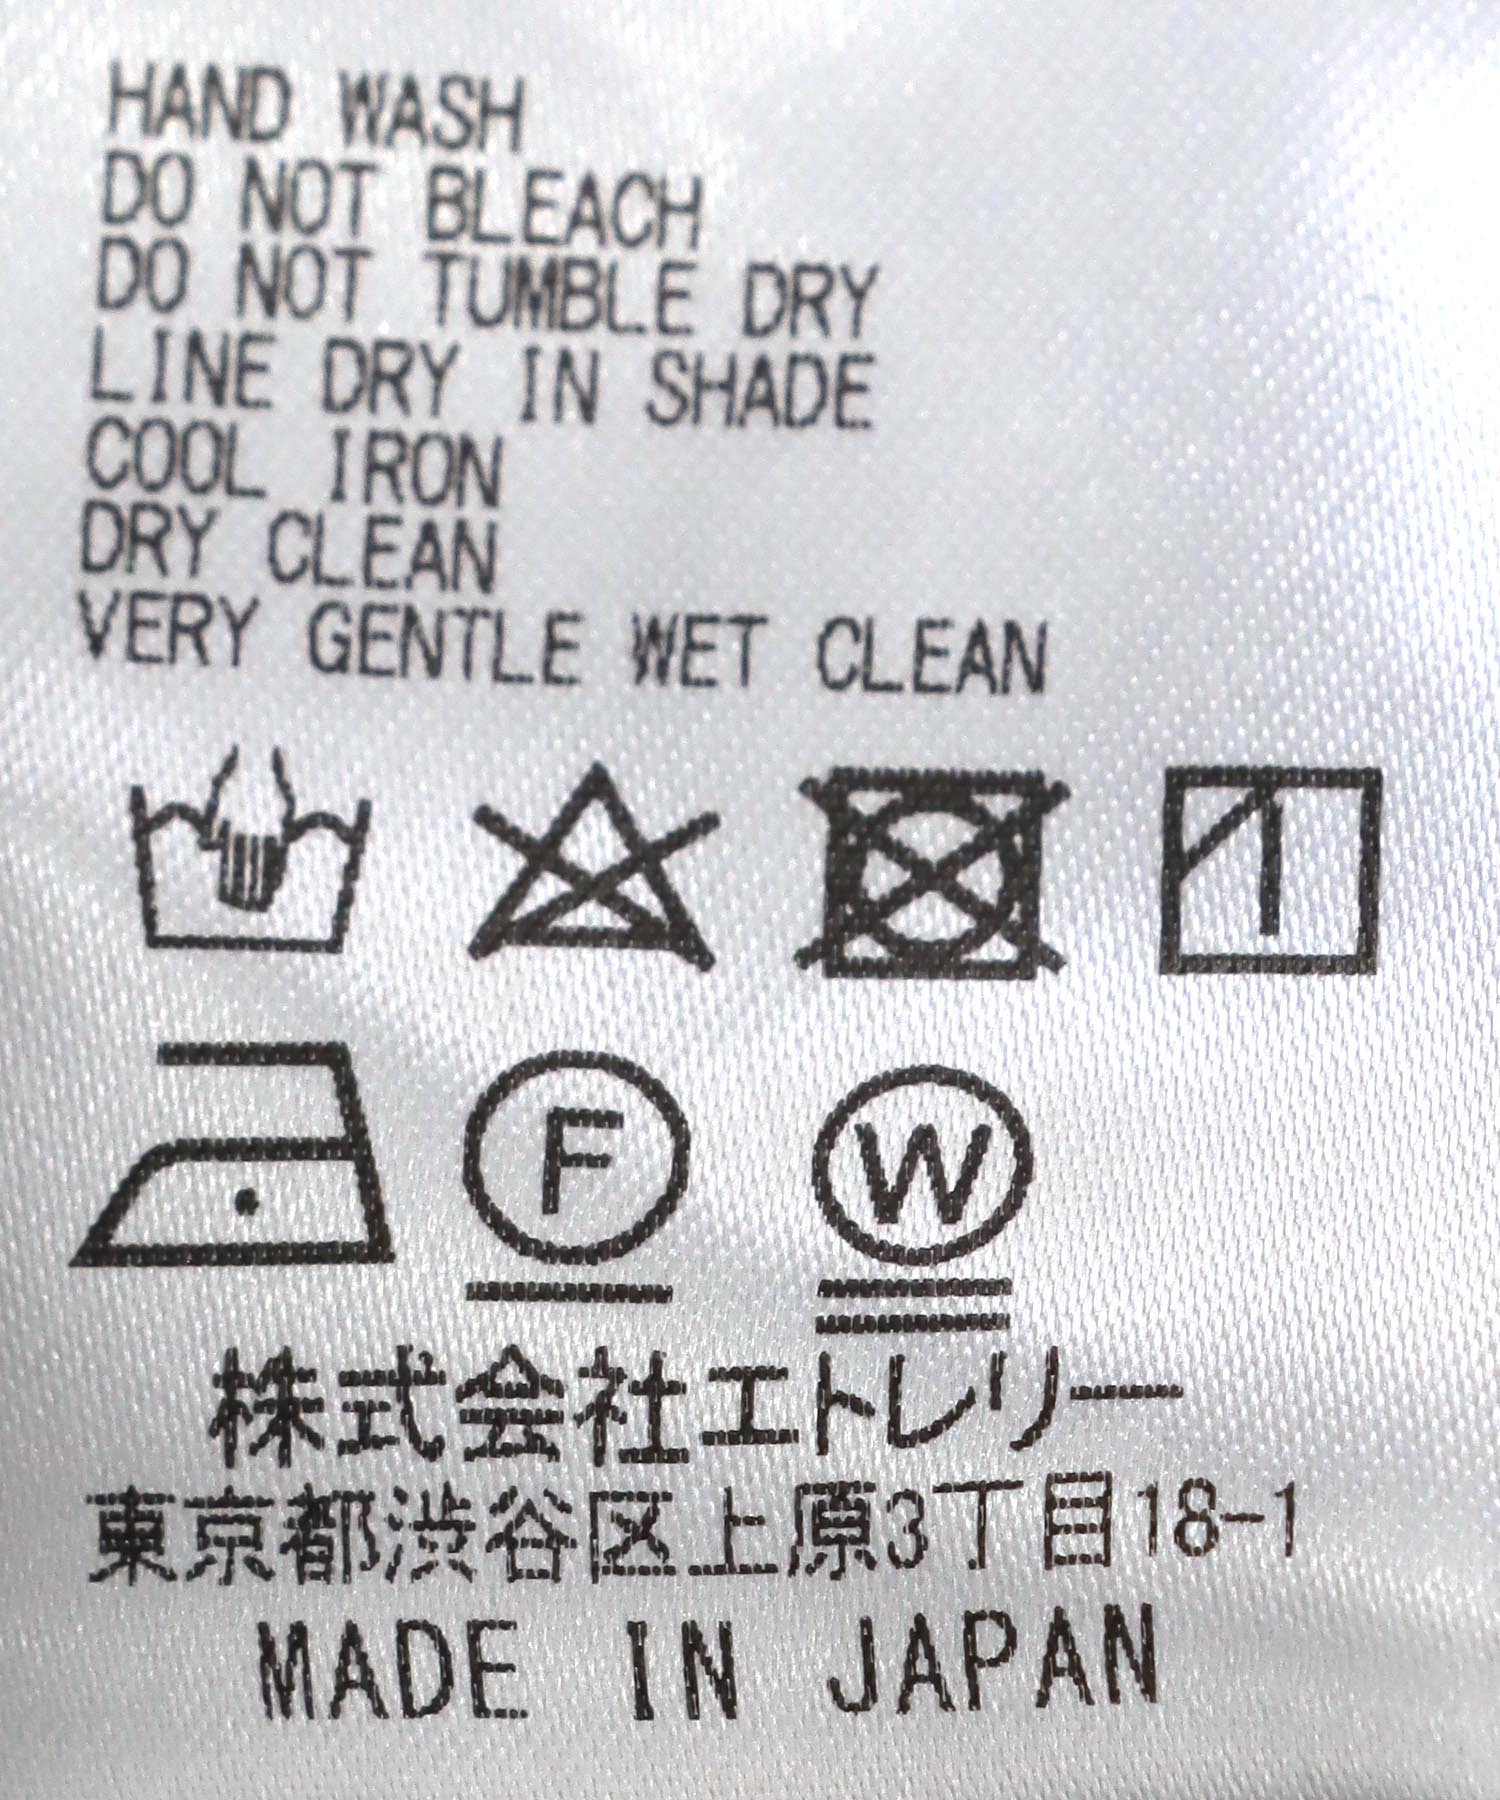 HAND WASH
DO NOT BLEACH
DO NOT TUMBLE DRY
LINE DRY IN SHADE
COOL IRON
DRY CLEAN
VERY GENTLE WET CLEAN
F W
株式会社エトレリー
東京都渋谷区上原3丁目18-1
MADE IN JAPAN